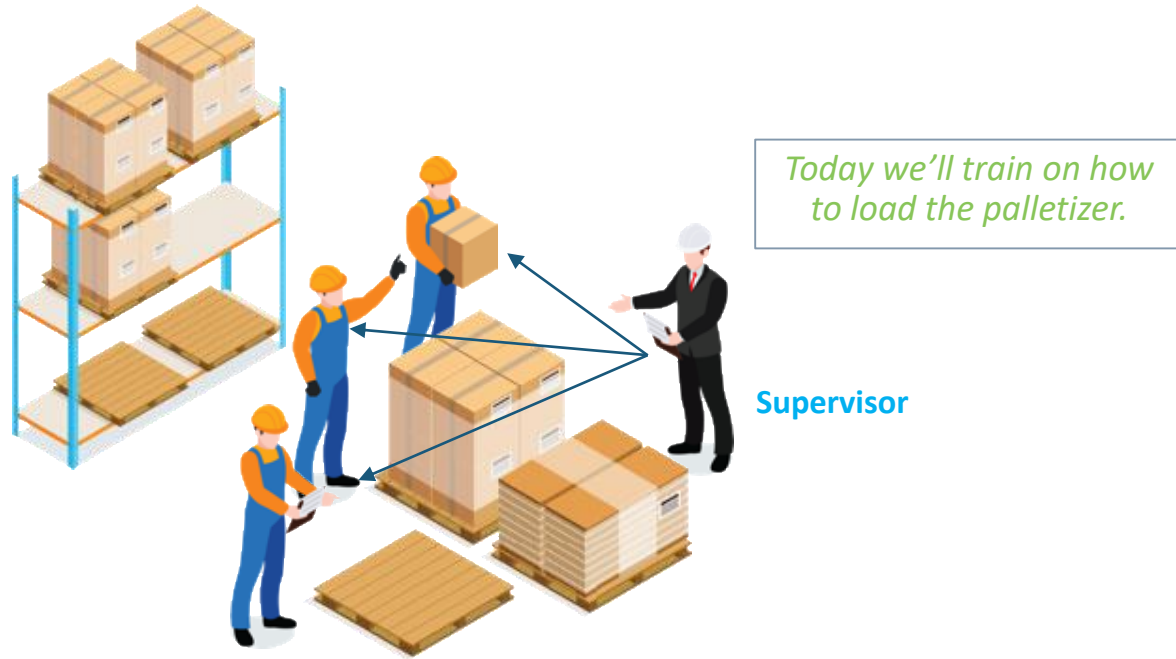 Today we’ll train on how
to load the palletizer.
Supervisor